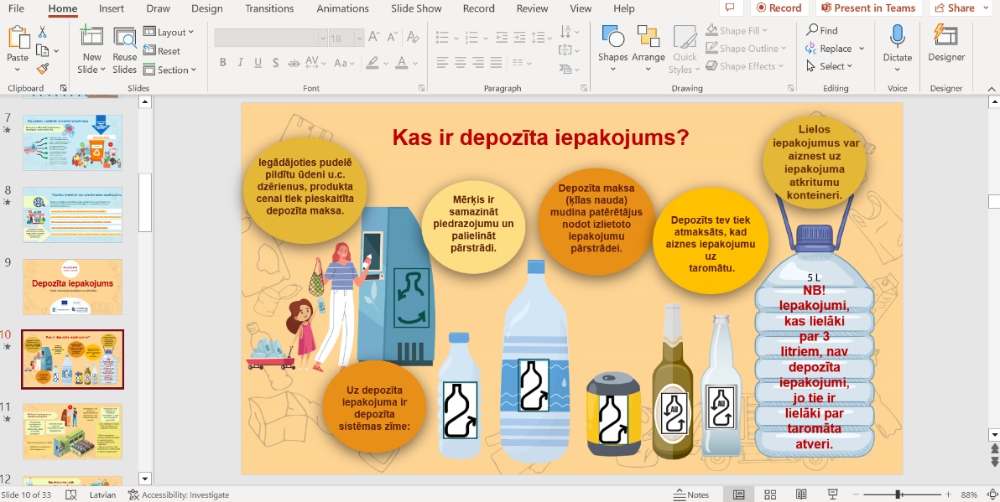 File Home Insert Draw Design Transitions Animations Slide Show Record Review View Help Record Present in Teams Share
Paste
New Slide
Reuse Slides
Layout
Reset
Section
18
B I U S ab AV Aa A
Shapes
Arrange
Quick Styles
Shape Fill
Shape Outline
Shape Effects
Find
Replace
Select
Dictate
Designer
Clipboard Slides Font Paragraph Drawing Editing Voice Designer
7
8
9
Depozīta iepakojums
10
11
12
Kas ir depozīta iepakojums?
Iegādājoties pudelē
pildītu ūdeni u.c.
dzērienus, produkta
cenai tiek pieskaitīta
depozīta maksa.
Mērķis ir
samazināt
piedrazojumu un
palielināt
pārstrādi.
Depozīta maksa
(ķīlas nauda)
mudina patērētājus
nodot izlietoto
iepakojumu
pārstrādei.
Depozīts tev tiek
atmaksāts, kad
aiznes iepakojumu
uz
taromātu.
Lielos
iepakojumus var
aiznest uz
iepakojuma
atkritumu
konteineri.
5 L
NB!
Iepakojumi,
kas lielāki
par 3
litriem, nav
depozīta
iepakojumi,
jo tie ir
lielāki par
taromāta
atveri.
Uz depozīta
iepakojuma ir
depozīta
sistēmas zīme:
AU
AU
Slide 10 of 33 Latvian Accessibility: Investigate Notes 88%